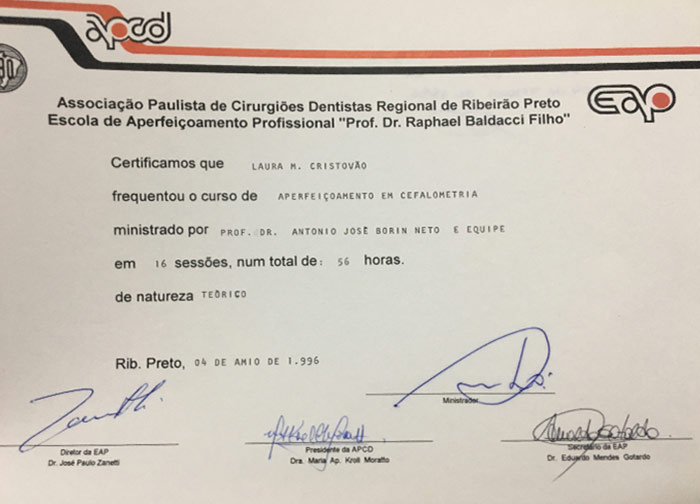 apcd
Associação Paulista de Cirurgiões Dentistas Regional de Ribeirão Preto
Escola de Aperfeiçoamento Profissional "Prof. Dr. Raphael Baldacci Filho"
eap
Certificamos que LAURA M. CRISTOVÃO
frequentou o curso de APERFEIÇOAMENTO EM CEFALOMETRIA
ministrado por PROF. DR. ANTONIO JOSÉ BORIN NETO E EQUIPE
em 16 sessões, num total de: 56 horas.
de natureza TEÓRICO
Rib. Preto, 04 DE AMIO DE 1.996
Ministrador
Diretor da EAP
Dr. José Paulo Zanetti
Presidente da APCD
Dra. Maria Ap. Kroll Moratto
Secretário da EAP
Dr. Eduardo Mendes Gotardo